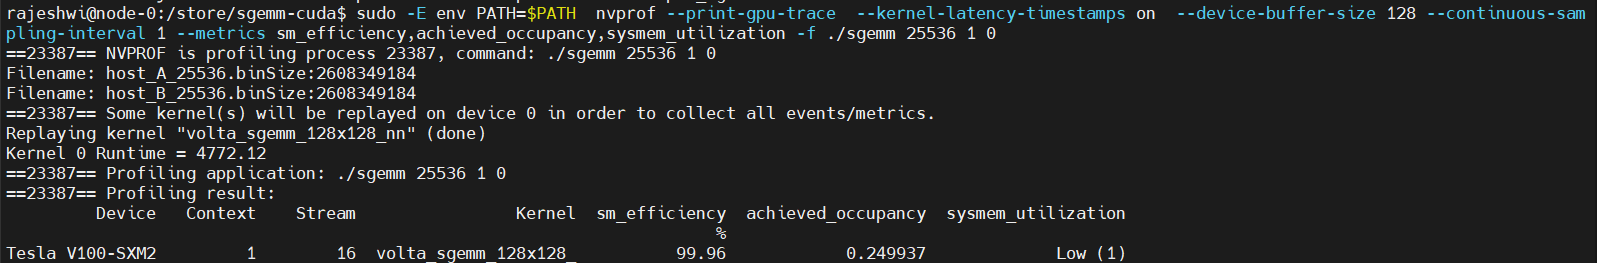 rajeshwi@node-0:/store/sgemm-cuda$ sudo -E env PATH=$PATH  nvprof --print-gpu-trace  --kernel-latency-timestamps on  --device-buffer-size 128 --continuous-sam
pling-interval 1 --metrics sm_efficiency,achieved_occupancy,sysmem_utilization -f ./sgemm 25536 1 0
==23387== NVPROF is profiling process 23387, command: ./sgemm 25536 1 0
Filename: host_A_25536.binSize:2608349184
Filename: host_B_25536.binSize:2608349184
==23387== Some kernel(s) will be replayed on device 0 in order to collect all events/metrics.
Replaying kernel "volta_sgemm_128x128_nn" (done)
Kernel 0 Runtime = 4772.12
==23387== Profiling application: ./sgemm 25536 1 0
==23387== Profiling result:
Device   Context    Stream                Kernel  sm_efficiency  achieved_occupancy  sysmem_utilization
%
Tesla V100-SXM2         1        16  volta_sgemm_128x128_          99.96            0.249937             Low (1)